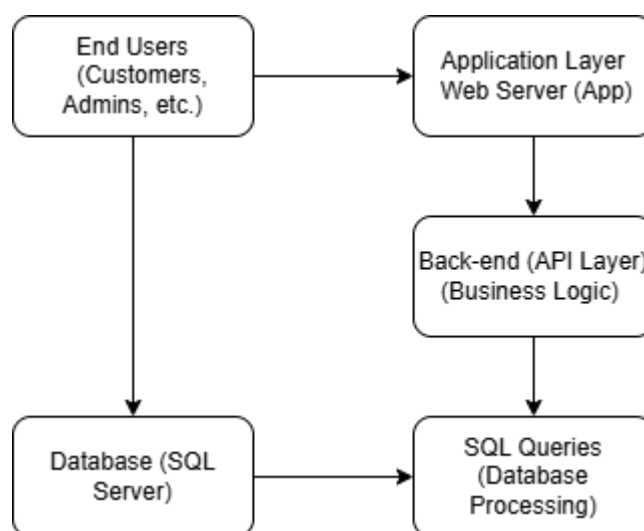 End Users
(Customers,
Admins, etc.)
Application Layer
Web Server (App)
Back-end (API Layer)
(Business Logic)
Database (SQL
Server)
SQL Queries
(Database
Processing)